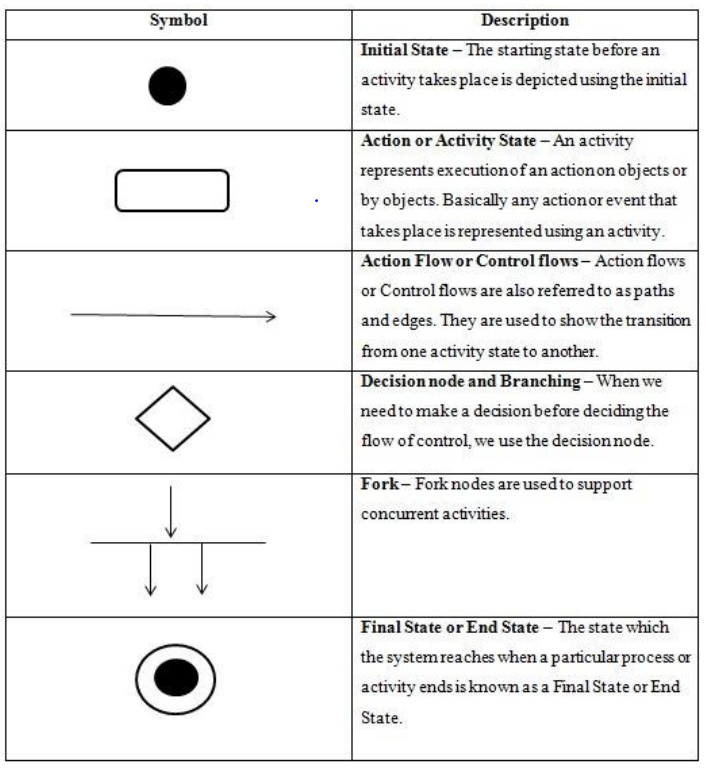 Symbol
Description
Initial State – The starting state before an
activity takes place is depicted using the initial
state.
Action or Activity State – An activity
represents execution of an action on objects or
by objects. Basically any action or event that
takes place is represented using an activity.
Action Flow or Control flows – Action flows
or Control flows are also referred to as paths
and edges. They are used to show the transition
from one activity state to another.
Decision node and Branching – When we
need to make a decision before deciding the
flow of control, we use the decision node.
Fork – Fork nodes are used to support
concurrent activities.
Final State or End State – The state which
the system reaches when a particular process or
activity ends is known as a Final State or End
State.